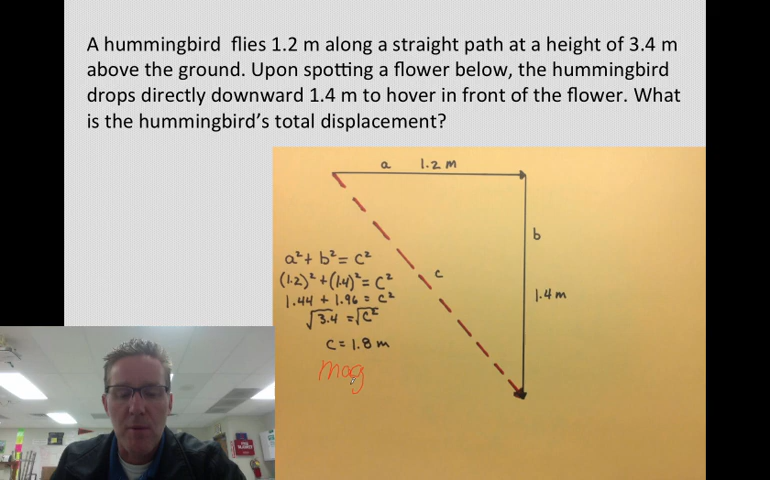 A hummingbird flies 1.2 m along a straight path at a height of 3.4 m
above the ground. Upon spotting a flower below, the hummingbird
drops directly downward 1.4 m to hover in front of the flower. What
is the hummingbird's total displacement?
a 1.2 m
b
a² + b² = c²
c
(1.2)² + (1.4)² = c²
1.4 m
1.44 + 1.96 = c²
√3.4 = √c²
c = 1.8 m
mag